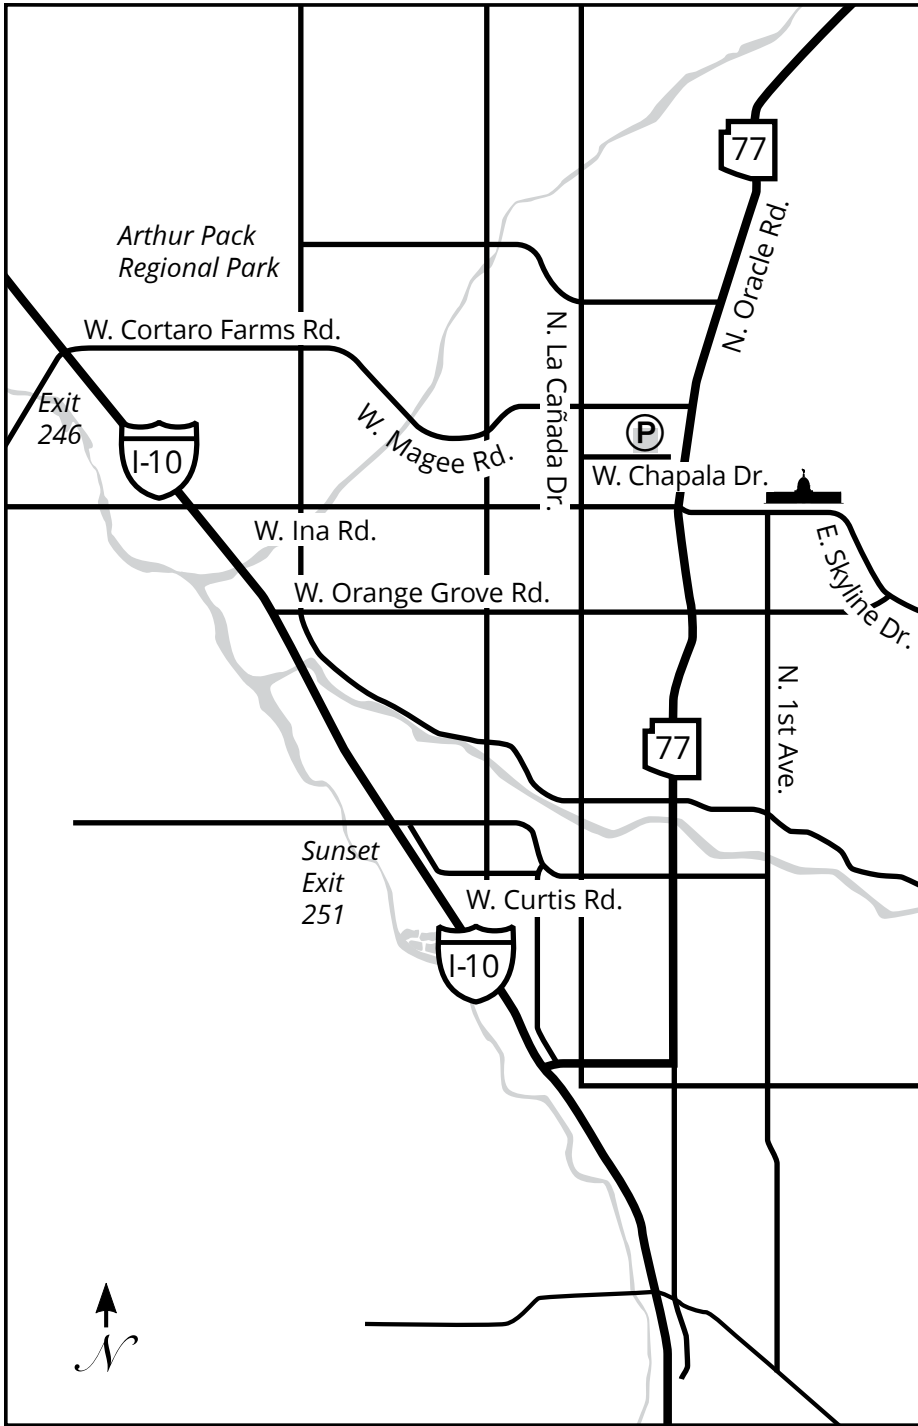 77
N. Oracle Rd.
Arthur Pack
Regional Park
W. Cortaro Farms Rd.
N. La Cañada Dr.
Exit
246
W. Magee Rd.
P
I-10
W. Chapala Dr.
W. Ina Rd.
E. Skyline Dr.
W. Orange Grove Rd.
N. 1st Ave.
77
Sunset
Exit
251
W. Curtis Rd.
I-10
N